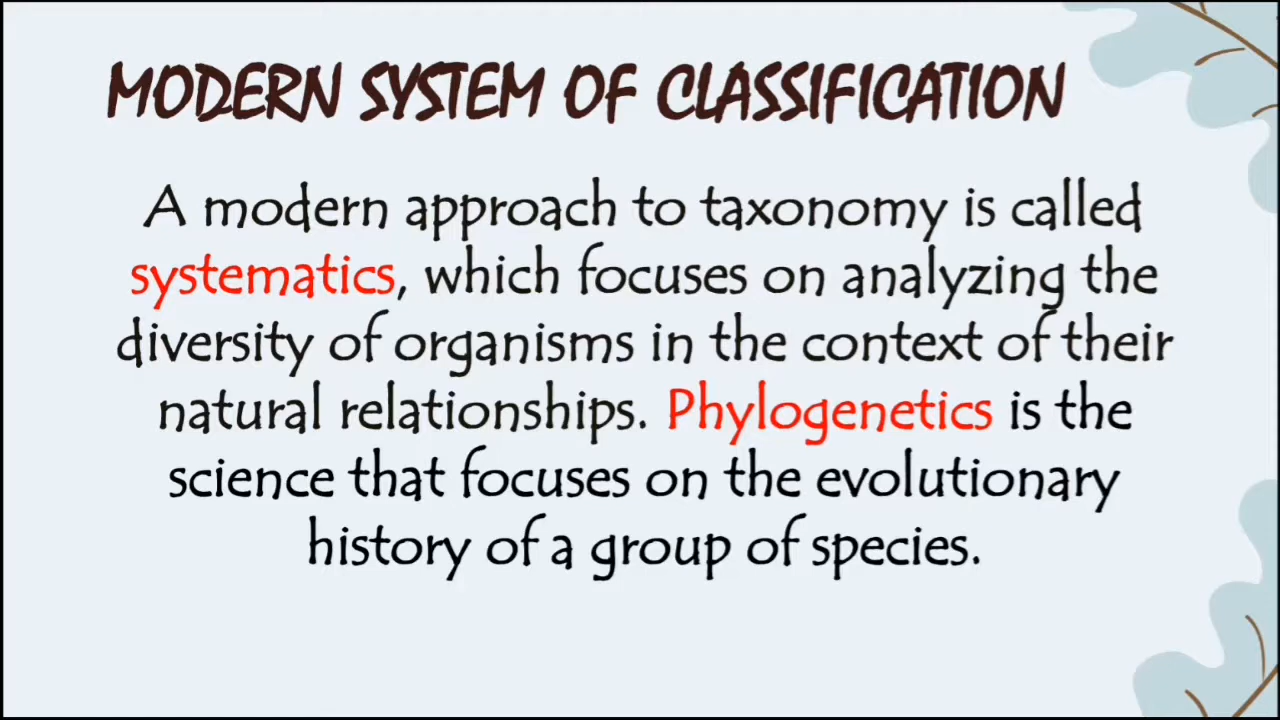 MODERN SYSTEM OF CLASSIFICATION
A modern approach to taxonomy is called
systematics, which focuses on analyzing the
diversity of organisms in the context of their
natural relationships. Phylogenetics is the
science that focuses on the evolutionary
history of a group of species.